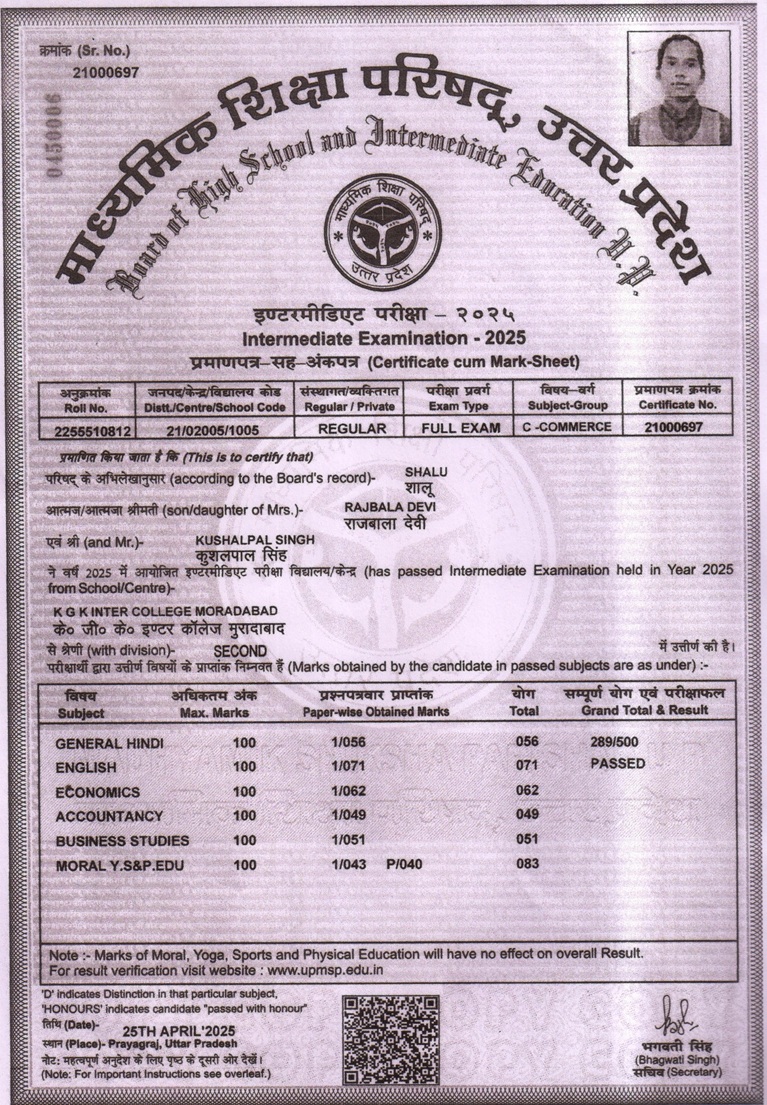 क्रमांक (Sr. No.)
21000697
0450006
माध्यमिक शिक्षा परिषद्, उत्तर प्रदेश
Board of High School and Intermediate Education U.P.
माध्यमिक शिक्षा परिषद्
उत्तर प्रदेश
इण्टरमीडिएट परीक्षा – २०२५
Intermediate Examination - 2025
प्रमाणपत्र–सह–अंकपत्र (Certificate cum Mark-Sheet)
अनुक्रमांक जनपद/केन्द्र/विद्यालय कोड संस्थागत/व्यक्तिगत परीक्षा प्रवर्ग विषय–वर्ग प्रमाणपत्र क्रमांक
Roll No. Distt./Centre/School Code Regular / Private Exam Type Subject-Group Certificate No.
2255510812 21/02005/1005 REGULAR FULL EXAM C -COMMERCE 21000697
प्रमाणित किया जाता है कि (This is to certify that)
परिषद् के अभिलेखानुसार (according to the Board's record)- SHALU
शालू
आत्मज/आत्मजा श्रीमती (son/daughter of Mrs.)- RAJBALA DEVI
राजबाला देवी
एवं श्री (and Mr.)- KUSHALPAL SINGH
कुशलपाल सिंह
ने वर्ष 2025 में आयोजित इण्टरमीडिएट परीक्षा विद्यालय/केन्द्र (has passed Intermediate Examination held in Year 2025
from School/Centre)-
K G K INTER COLLEGE MORADABAD
के० जी० के० इण्टर कॉलेज मुरादाबाद
से श्रेणी (with division)- SECOND में उत्तीर्ण की है।
परीक्षार्थी द्वारा उत्तीर्ण विषयों के प्राप्तांक निम्नवत हैं (Marks obtained by the candidate in passed subjects are as under) :-
विषय अधिकतम अंक प्रश्नपत्रवार प्राप्तांक योग सम्पूर्ण योग एवं परीक्षाफल
Subject Max. Marks Paper-wise Obtained Marks Total Grand Total & Result
GENERAL HINDI 100 1/056 056 289/500
ENGLISH 100 1/071 071 PASSED
ECONOMICS 100 1/062 062
ACCOUNTANCY 100 1/049 049
BUSINESS STUDIES 100 1/051 051
MORAL Y.S&P.EDU 100 1/043 P/040 083
Note :- Marks of Moral, Yoga, Sports and Physical Education will have no effect on overall Result.
For result verification visit website : www.upmsp.edu.in
'D' indicates Distinction in that particular subject,
'HONOURS' indicates candidate "passed with honour"
तिथि (Date)- 25TH APRIL'2025
स्थान (Place)- Prayagraj, Uttar Pradesh
नोट: महत्वपूर्ण अनुदेश के लिए पृष्ठ के दूसरी ओर देखें।
(Note: For Important Instructions see overleaf.)
भगवती सिंह
(Bhagwati Singh)
सचिव (Secretary)